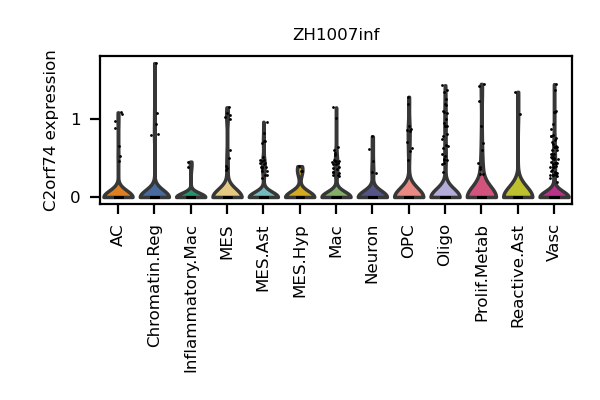 ZH1007inf
C2orf74 expression
1
0
AC
Chromatin.Reg
Inflammatory.Mac
MES
MES.Ast
MES.Hyp
Mac
Neuron
OPC
Oligo
Prolif.Metab
Reactive.Ast
Vasc